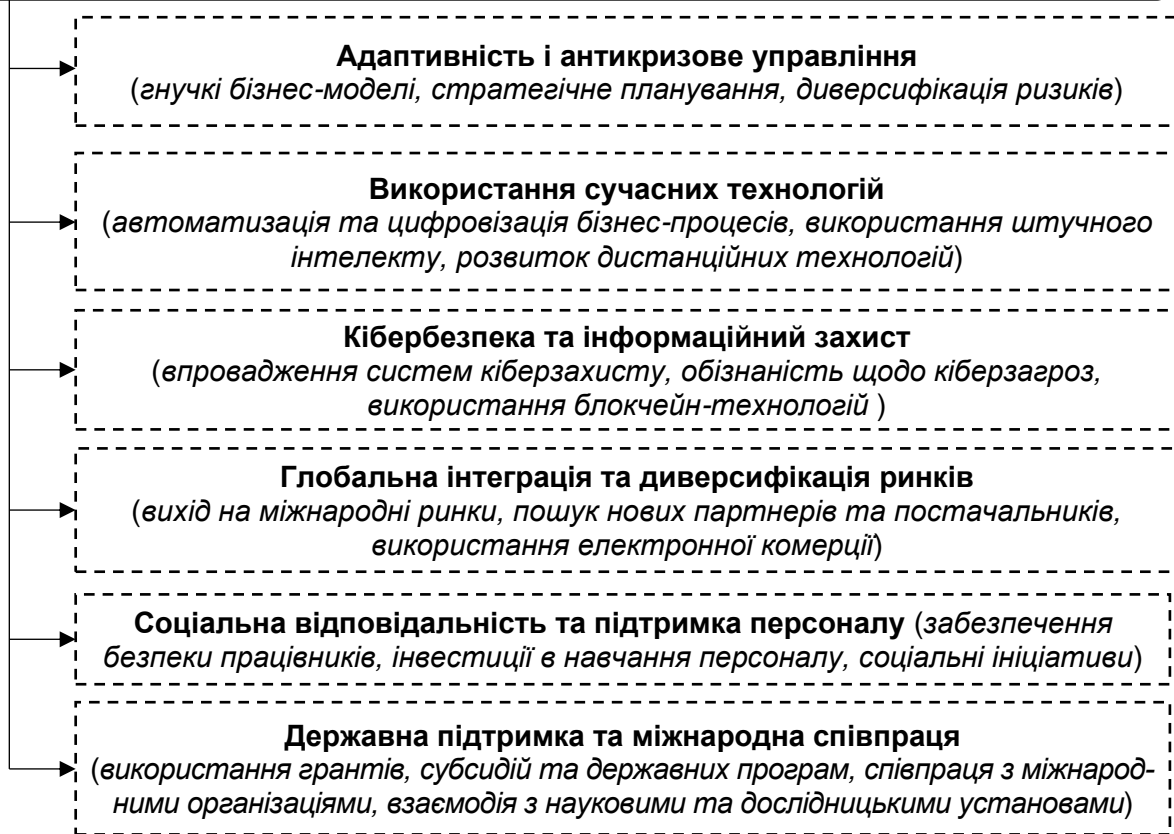 Адаптивність і антикризове управління
(гнучкі бізнес-моделі, стратегічне планування, диверсифікація ризиків)
Використання сучасних технологій
(автоматизація та цифровізація бізнес-процесів, використання штучного
інтелекту, розвиток дистанційних технологій)
Кібербезпека та інформаційний захист
(впровадження систем кіберзахисту, обізнаність щодо кіберзагроз,
використання блокчейн-технологій )
Глобальна інтеграція та диверсифікація ринків
(вихід на міжнародні ринки, пошук нових партнерів та постачальників,
використання електронної комерції)
Соціальна відповідальність та підтримка персоналу (забезпечення
безпеки працівників, інвестиції в навчання персоналу, соціальні ініціативи)
Державна підтримка та міжнародна співпраця
(використання грантів, субсидій та державних програм, співпраця з міжнарод-
ними організаціями, взаємодія з науковими та дослідницькими установами)